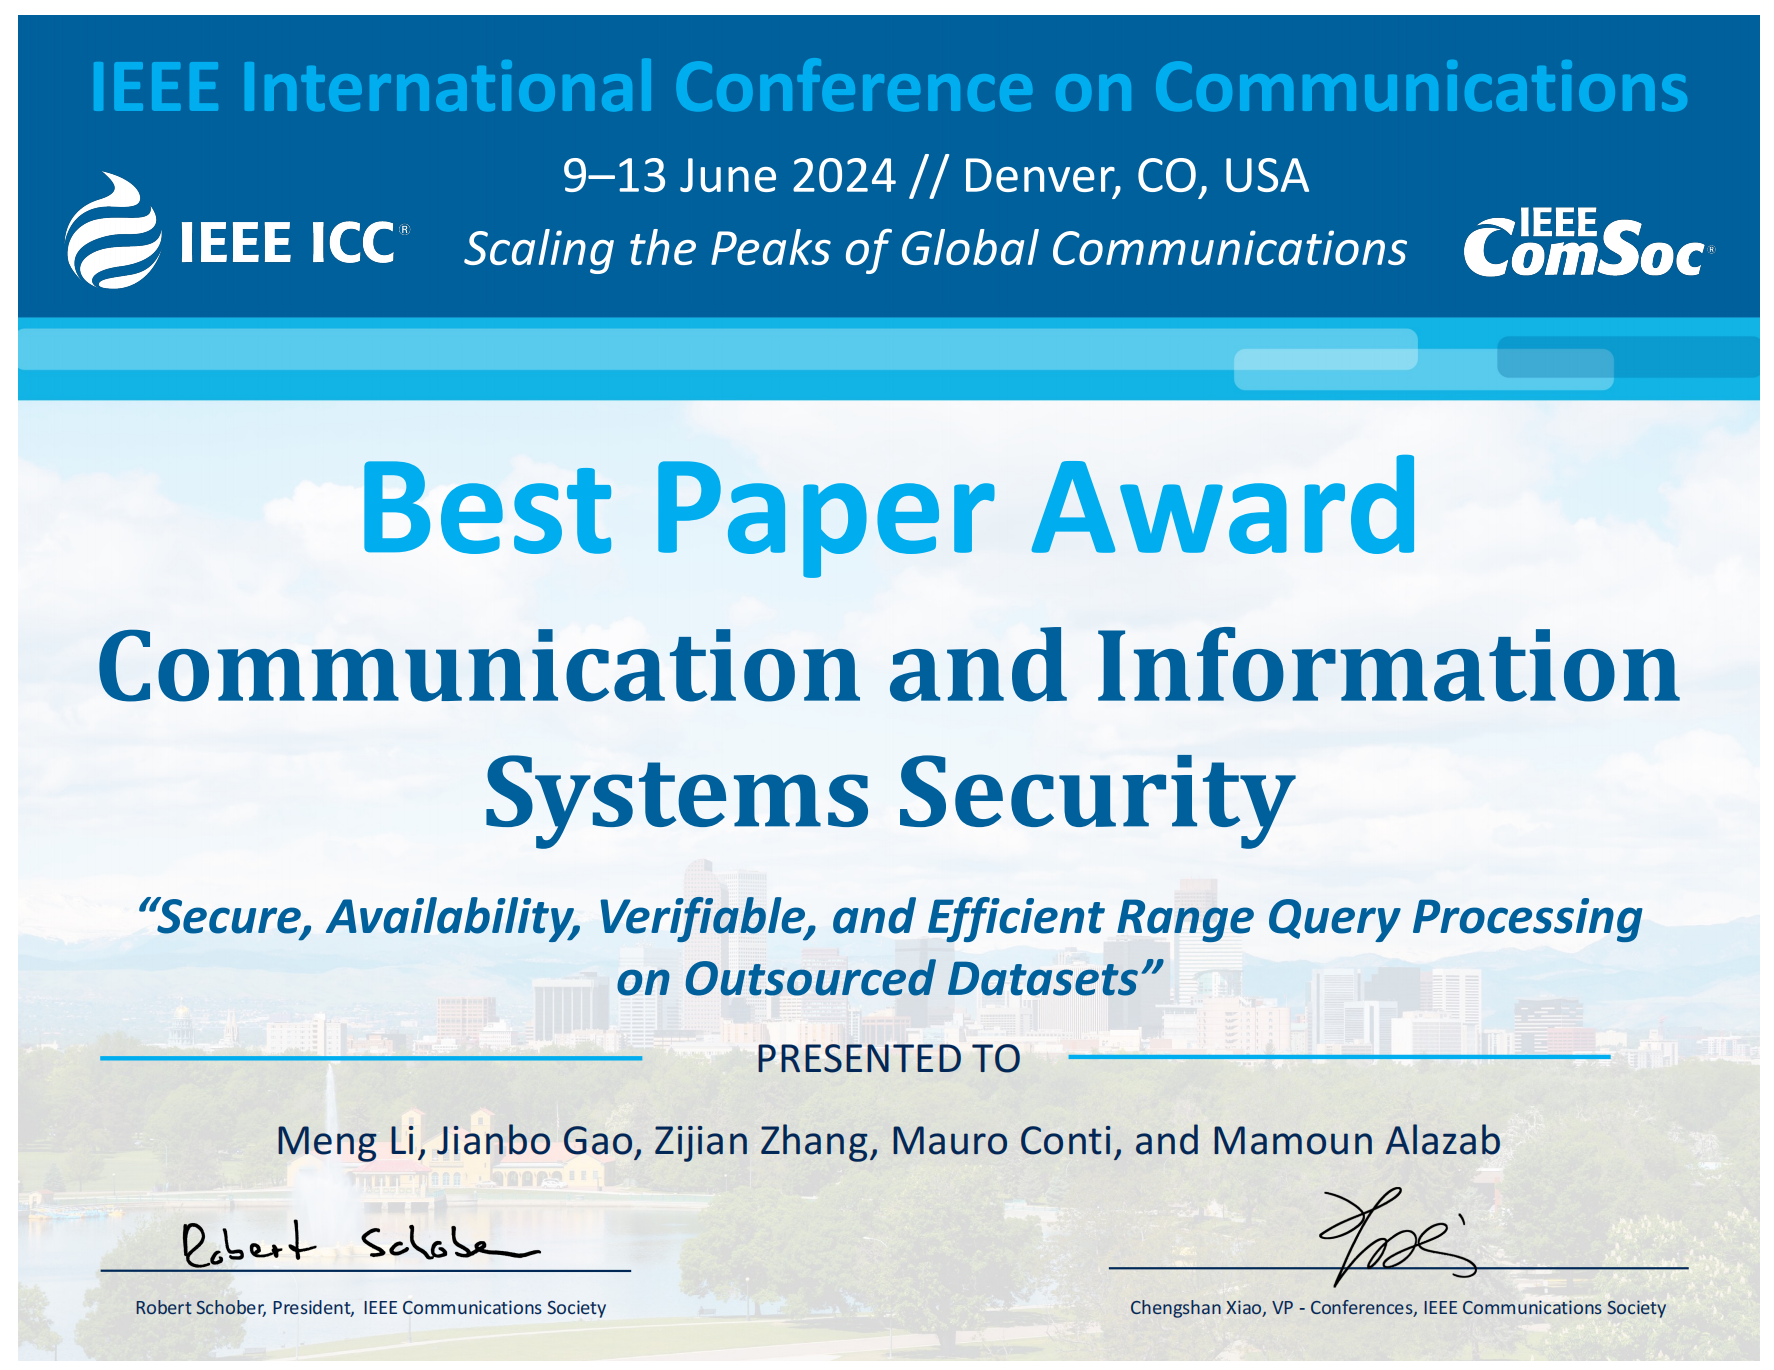 IEEE International Conference on Communications
9–13 June 2024 // Denver, CO, USA
IEEE ICC®
Scaling the Peaks of Global Communications
IEEE
ComSoc®
Best Paper Award
Communication and Information
Systems Security
“Secure, Availability, Verifiable, and Efficient Range Query Processing
on Outsourced Datasets”
PRESENTED TO
Meng Li, Jianbo Gao, Zijian Zhang, Mauro Conti, and Mamoun Alazab
Robert Schober
Robert Schober, President, IEEE Communications Society
Chengshan Xiao, VP - Conferences, IEEE Communications Society